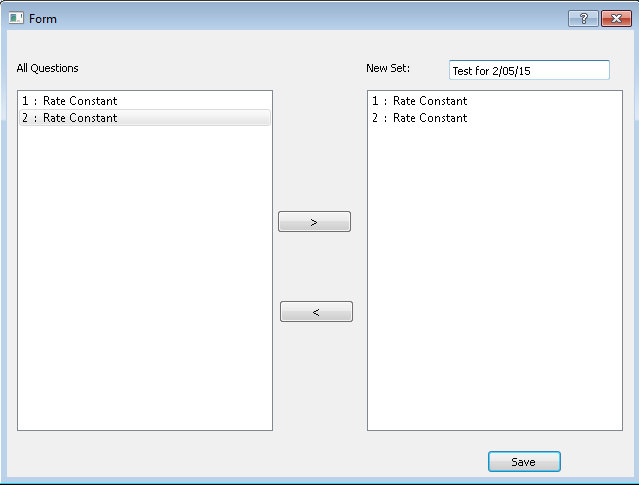 Form
All Questions
New Set:
Test for 2/05/15
1 : Rate Constant
2 : Rate Constant
1 : Rate Constant
2 : Rate Constant
>
<
Save